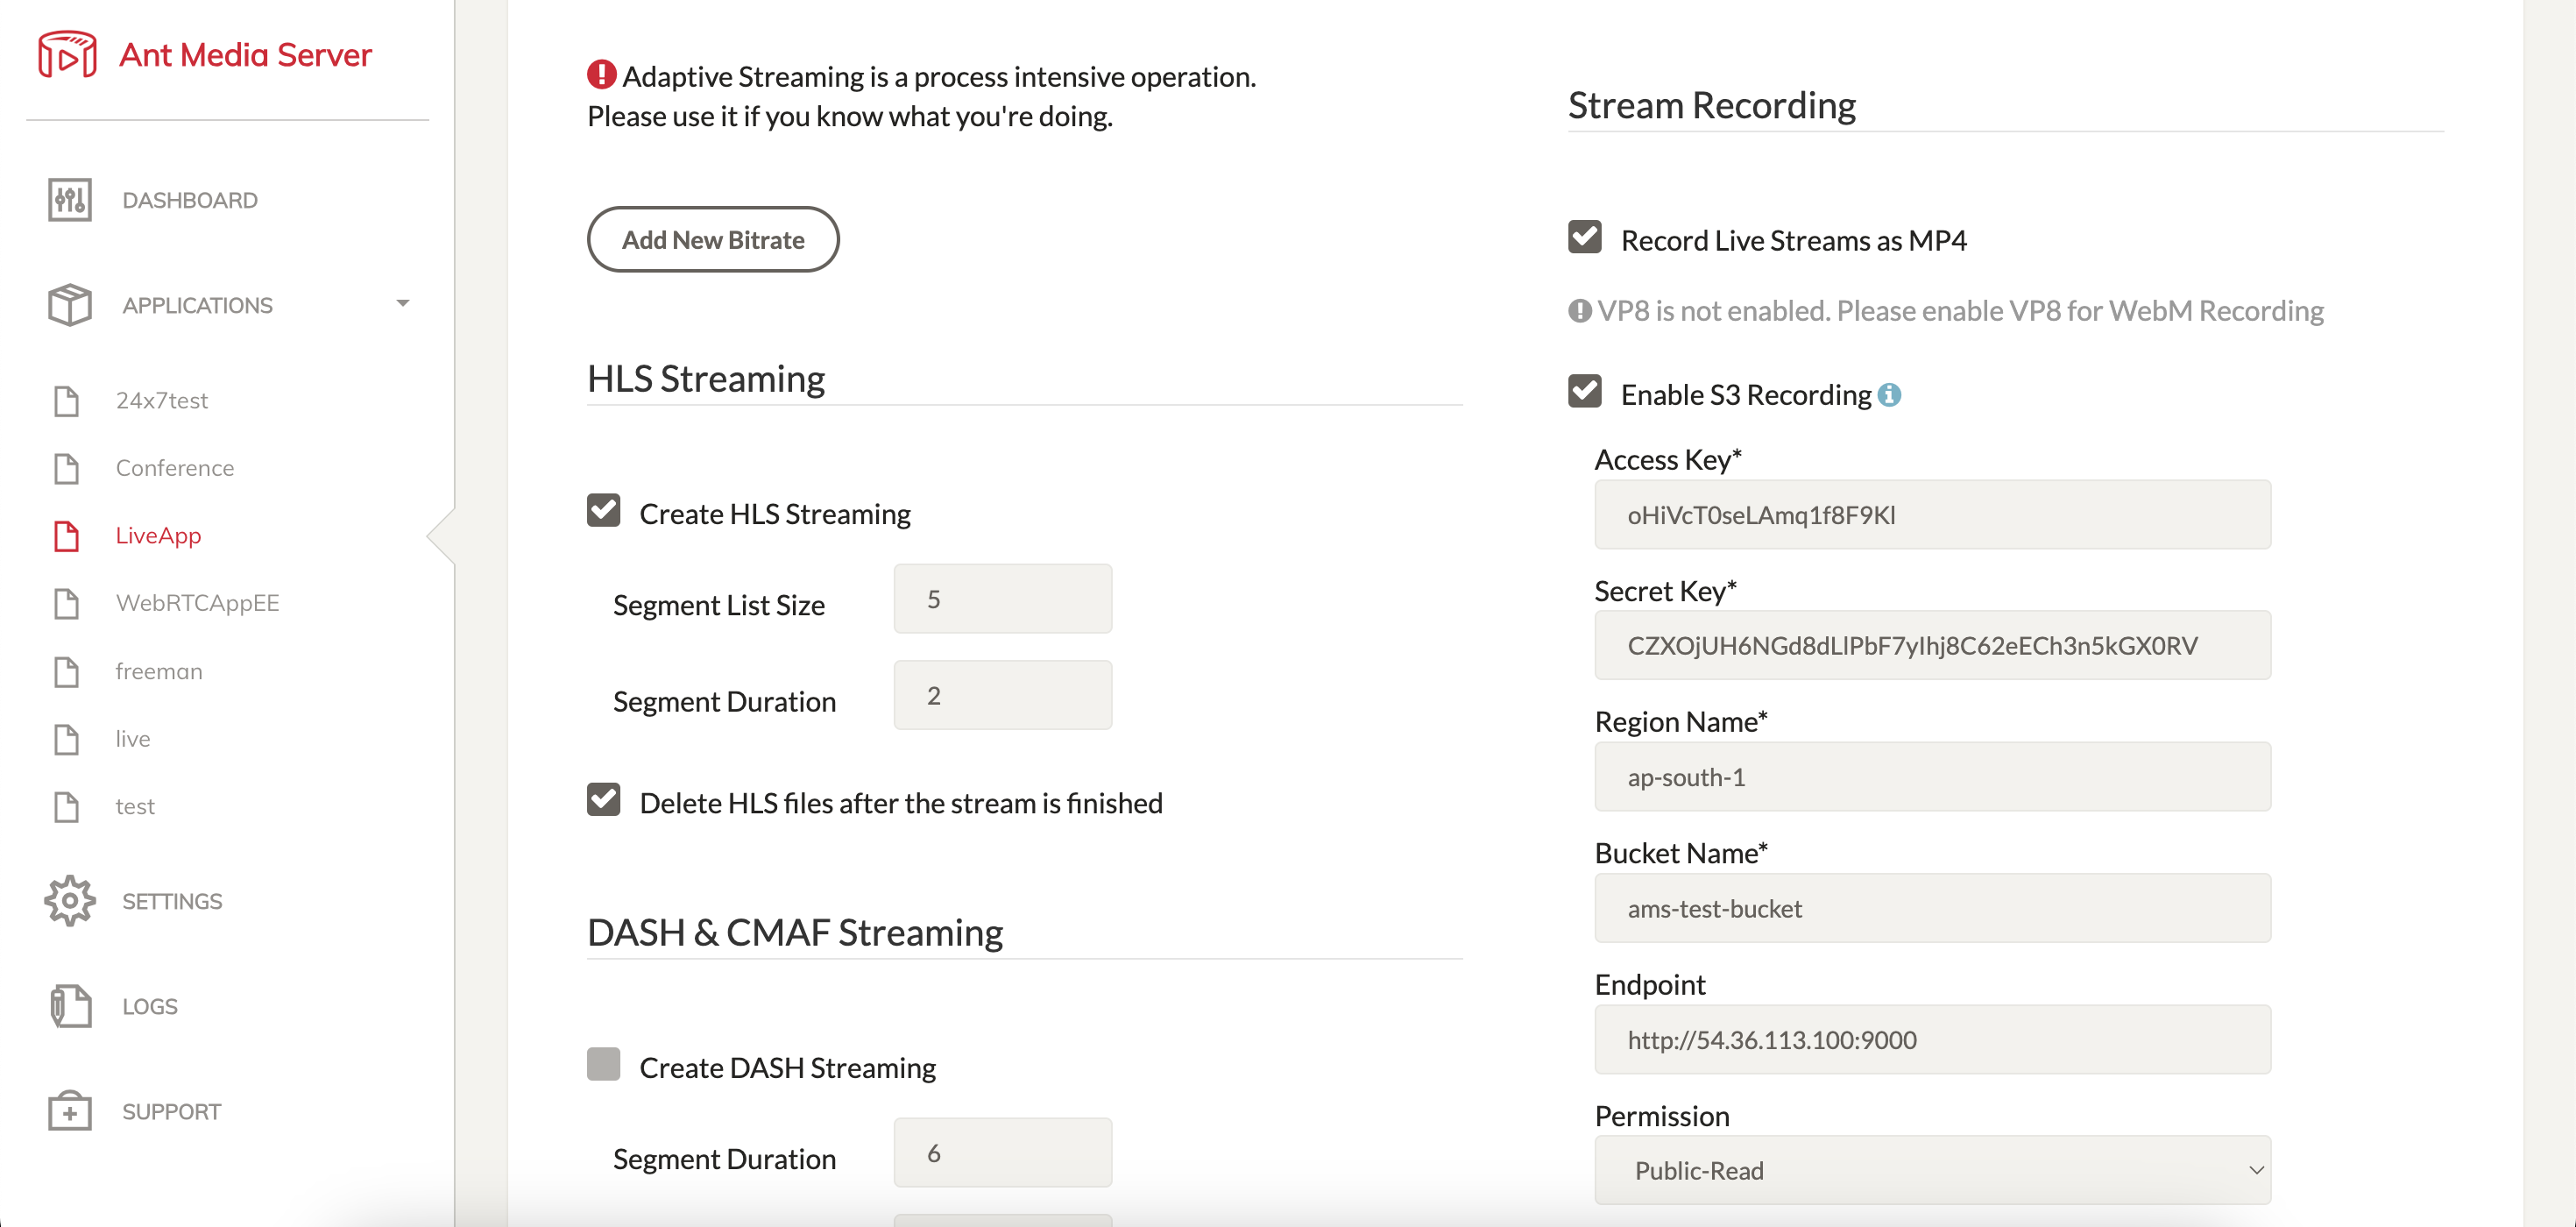 Ant Media Server
DASHBOARD
APPLICATIONS
24x7test
Conference
LiveApp
WebRTCAppEE
freeman
live
test
SETTINGS
LOGS
SUPPORT
Adaptive Streaming is a process intensive operation.
Please use it if you know what you're doing.
Add New Bitrate
HLS Streaming
Create HLS Streaming
Segment List Size
5
Segment Duration
2
Delete HLS files after the stream is finished
DASH & CMAF Streaming
Create DASH Streaming
Segment Duration
6
Stream Recording
Record Live Streams as MP4
VP8 is not enabled. Please enable VP8 for WebM Recording
Enable S3 Recording
Access Key*
oHiVcT0seLAmq1f8F9Kl
Secret Key*
CZXOjUH6NGd8dLlPbF7yIhj8C62eECh3n5kGX0RV
Region Name*
ap-south-1
Bucket Name*
ams-test-bucket
Endpoint
http://54.36.113.100:9000
Permission
Public-Read